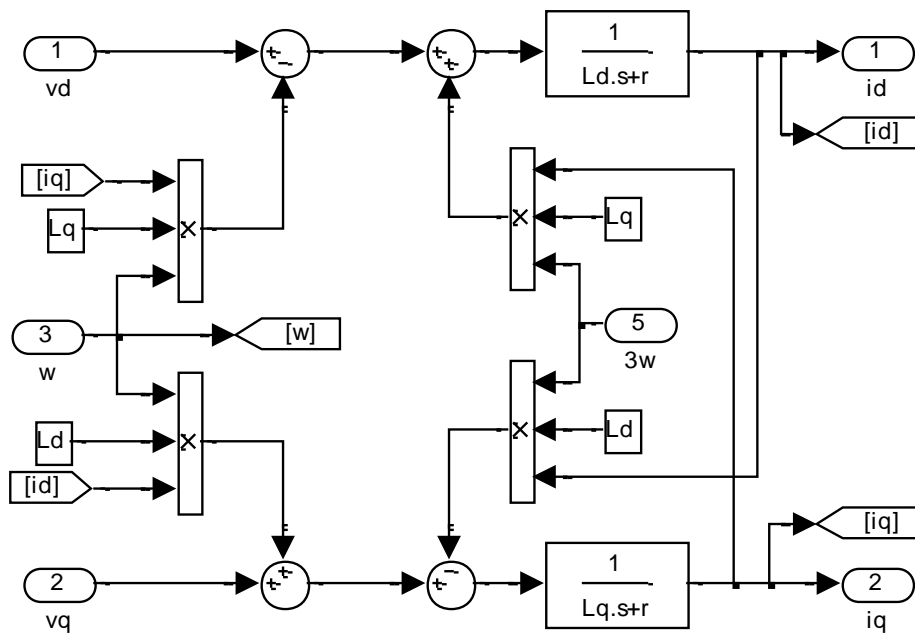 1
vd
1
Ld.s+r
1
id
[id]
[iq]
Lq
Lq
3
w
[w]
5
3w
Ld
Ld
[id]
[iq]
2
vq
1
Lq.s+r
2
iq